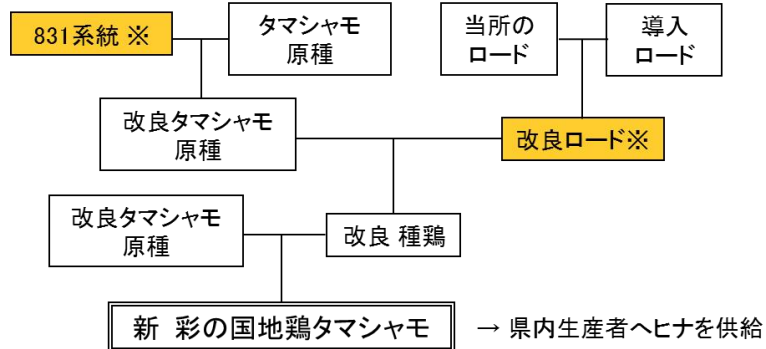 831系統 ※
タマシャモ
原種
当所の
ロード
導入
ロード
改良タマシャモ
原種
改良ロード※
改良タマシャモ
原種
改良 種鶏
新 彩の国地鶏タマシャモ
→ 県内生産者へヒナを供給